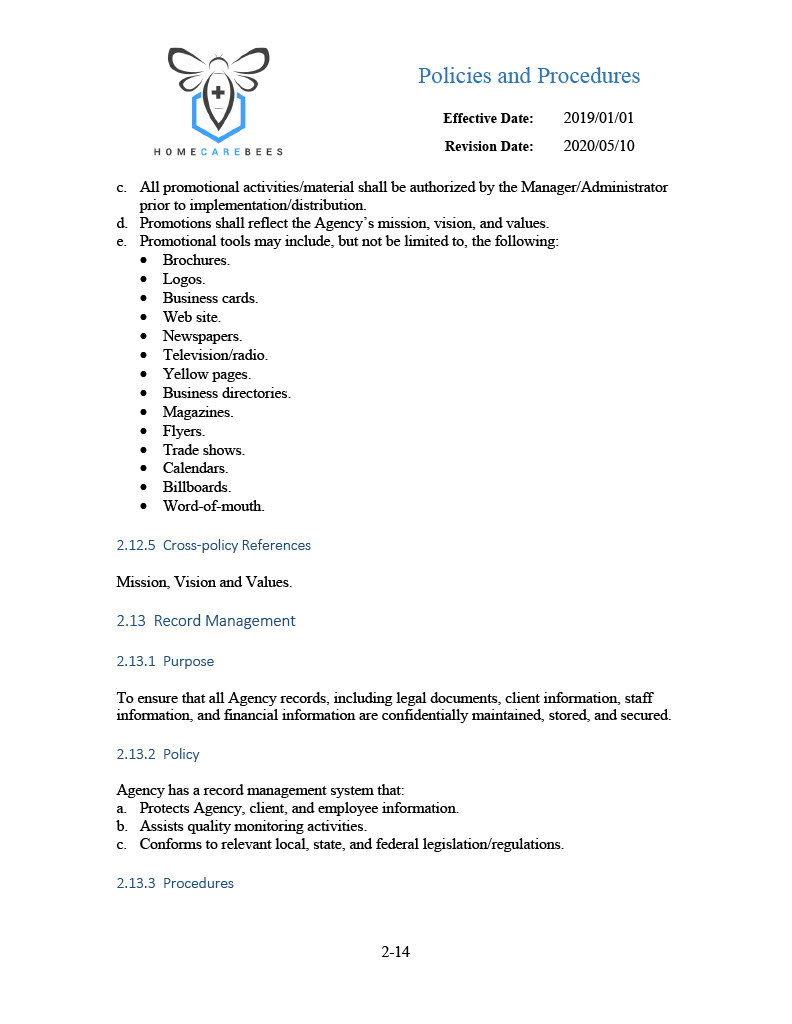 HOMECAREBEES
Policies and Procedures
Effective Date: 2019/01/01
Revision Date: 2020/05/10
c. All promotional activities/material shall be authorized by the Manager/Administrator
prior to implementation/distribution.
d. Promotions shall reflect the Agency's mission, vision, and values.
e. Promotional tools may include, but not be limited to, the following:
• Brochures.
• Logos.
• Business cards.
• Web site.
• Newspapers.
• Television/radio.
• Yellow pages.
• Business directories.
• Magazines.
• Flyers.
• Trade shows.
• Calendars.
• Billboards.
• Word-of-mouth.
2.12.5 Cross-policy References
Mission, Vision and Values.
2.13 Record Management
2.13.1 Purpose
To ensure that all Agency records, including legal documents, client information, staff
information, and financial information are confidentially maintained, stored, and secured.
2.13.2 Policy
Agency has a record management system that:
a. Protects Agency, client, and employee information.
b. Assists quality monitoring activities.
c. Conforms to relevant local, state, and federal legislation/regulations.
2.13.3 Procedures
2-14